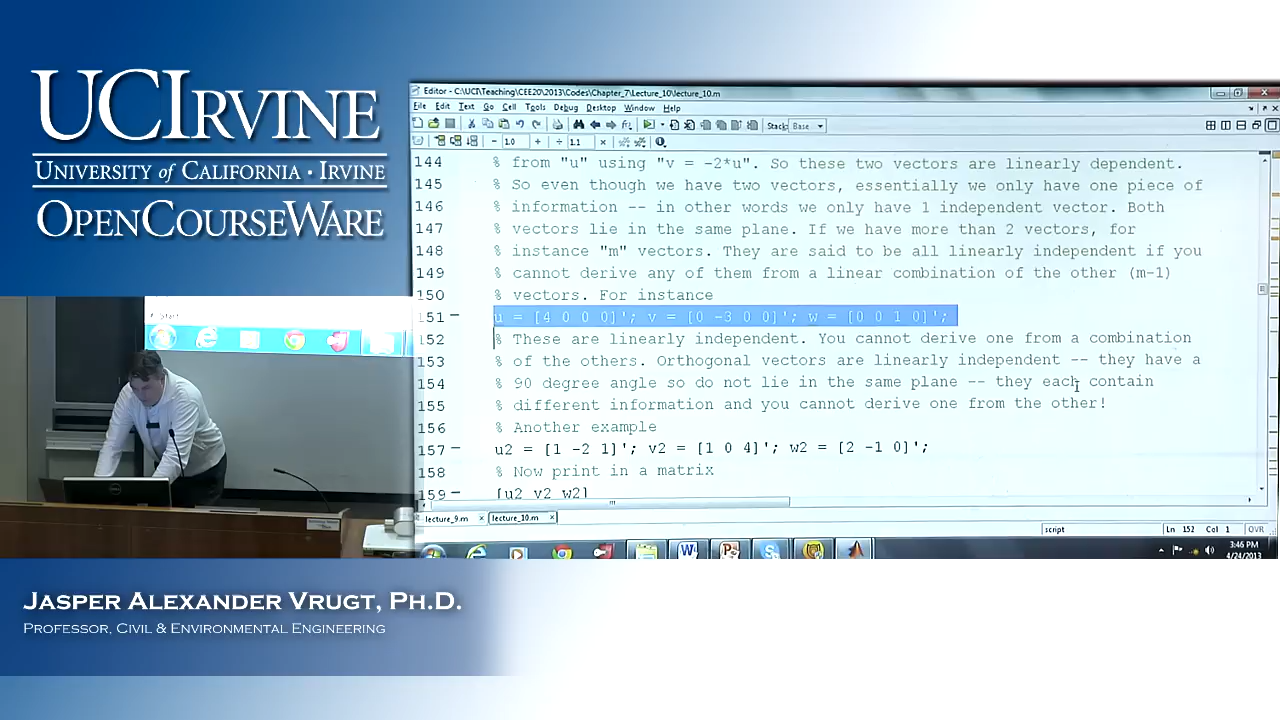 UCIRVINE
UNIVERSITY of CALIFORNIA · IRVINE
OPENCOURSEWARE
Start
DELL
JASPER ALEXANDER VRUGT, PH.D.
PROFESSOR, CIVIL & ENVIRONMENTAL ENGINEERING
Editor - C:\UCI\Teaching\CEE20\2013\Codes\Chapter_7\Lecture_10\lecture_10.m
File Edit Text Go Cell Tools Debug Desktop Window Help
Stack: Base
- 1.0 + ÷ 1.1 ×
144 % from "u" using "v = -2*u". So these two vectors are linearly dependent.
145 % So even though we have two vectors, essentially we only have one piece of
146 % information -- in other words we only have 1 independent vector. Both
147 % vectors lie in the same plane. If we have more than 2 vectors, for
148 % instance "m" vectors. They are said to be all linearly independent if you
149 % cannot derive any of them from a linear combination of the other (m-1)
150 % vectors. For instance
151 - u = [4 0 0 0]'; v = [0 -3 0 0]'; w = [0 0 1 0]';
152 % These are linearly independent. You cannot derive one from a combination
153 % of the others. Orthogonal vectors are linearly independent -- they have a
154 % 90 degree angle so do not lie in the same plane -- they each contain
155 % different information and you cannot derive one from the other!
156 % Another example
157 - u2 = [1 -2 1]'; v2 = [1 0 4]'; w2 = [2 -1 0]';
158 % Now print in a matrix
159 - [u2 v2 w2]
lecture_9.m × lecture_10.m ×
script Ln 152 Col 1 OVR
3:46 PM
4/24/2013